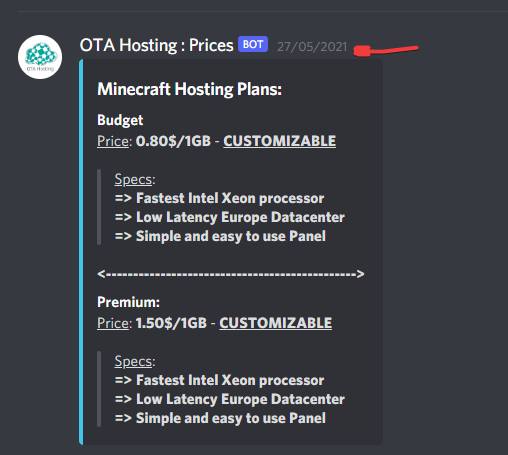 OTA Hosting : Prices BOT 27/05/2021
OTA Hosting
Minecraft Hosting Plans:
Budget
Price: 0.80$/1GB - CUSTOMIZABLE
Specs:
=> Fastest Intel Xeon processor
=> Low Latency Europe Datacenter
=> Simple and easy to use Panel
<----------------------------------------------->
Premium:
Price: 1.50$/1GB - CUSTOMIZABLE
Specs:
=> Fastest Intel Xeon processor
=> Low Latency Europe Datacenter
=> Simple and easy to use Panel